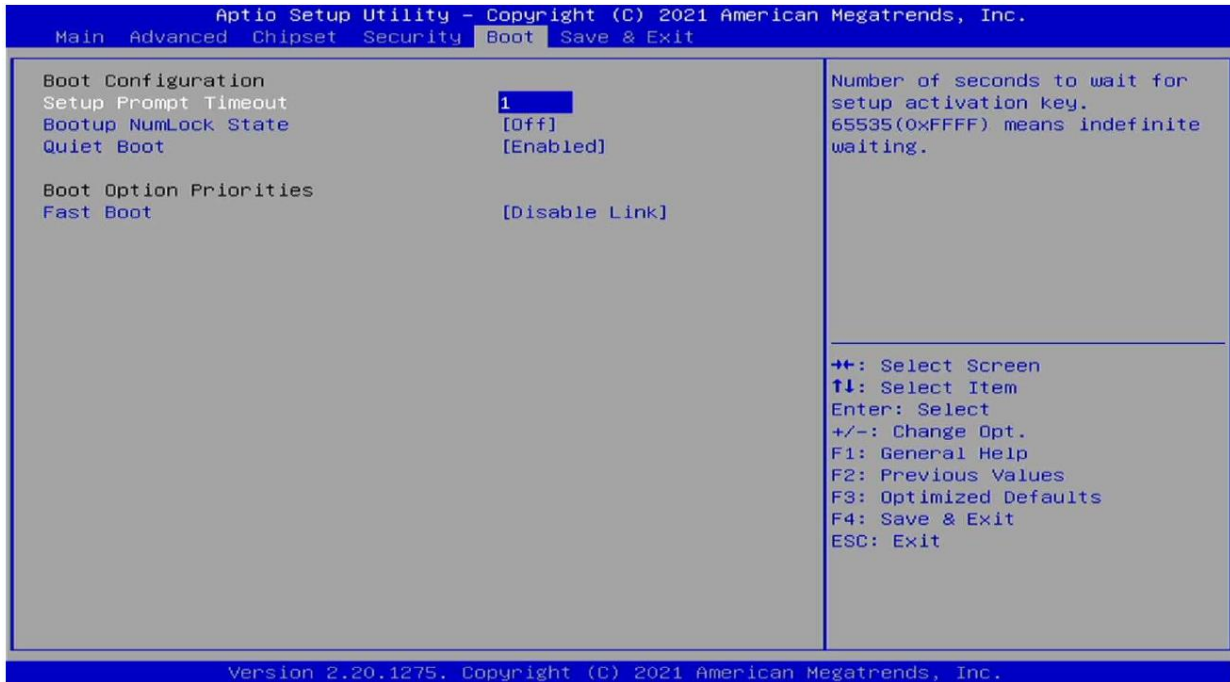 Aptio Setup Utility – Copyright (C) 2021 American Megatrends, Inc.
Main Advanced Chipset Security Boot Save & Exit
Boot Configuration
Setup Prompt Timeout 1
Bootup NumLock State [Off]
Quiet Boot [Enabled]
Boot Option Priorities
Fast Boot [Disable Link]
Number of seconds to wait for
setup activation key.
65535(0xFFFF) means indefinite
waiting.
→←: Select Screen
↑↓: Select Item
Enter: Select
+/-: Change Opt.
F1: General Help
F2: Previous Values
F3: Optimized Defaults
F4: Save & Exit
ESC: Exit
Version 2.20.1275. Copyright (C) 2021 American Megatrends, Inc.